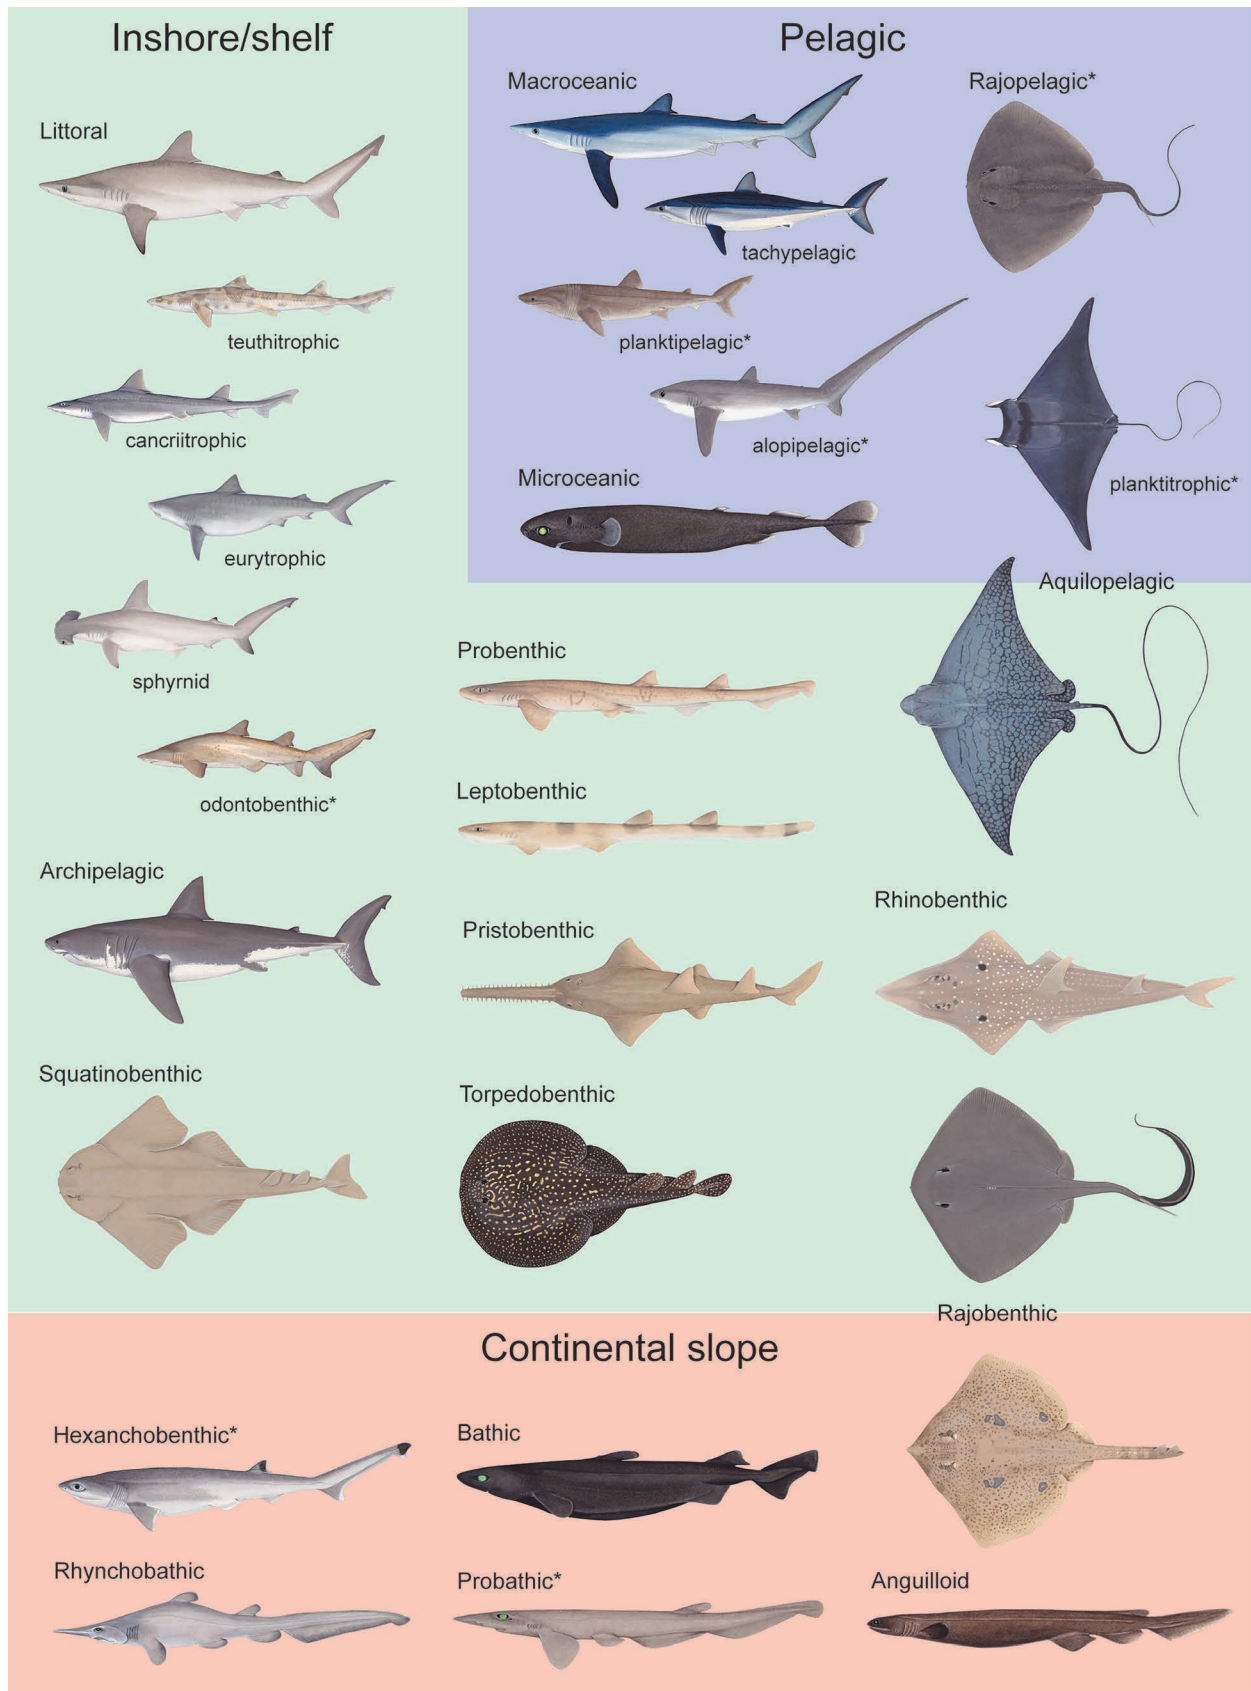 Inshore/shelf
Littoral
teuthitrophic
cancriitrophic
eurytrophic
sphyrnid
odontobenthic*
Archipelagic
Squatinobenthic
Pelagic
Macroceanic
Rajopelagic*
tachypelagic
planktipelagic*
alopipelagic*
Microceanic
planktitrophic*
Aquilopelagic
Probenthic
Leptobenthic
Pristobenthic
Rhinobenthic
Torpedobenthic
Rajobenthic
Continental slope
Hexanchobenthic*
Bathic
Rhynchobathic
Probathic*
Anguilloid